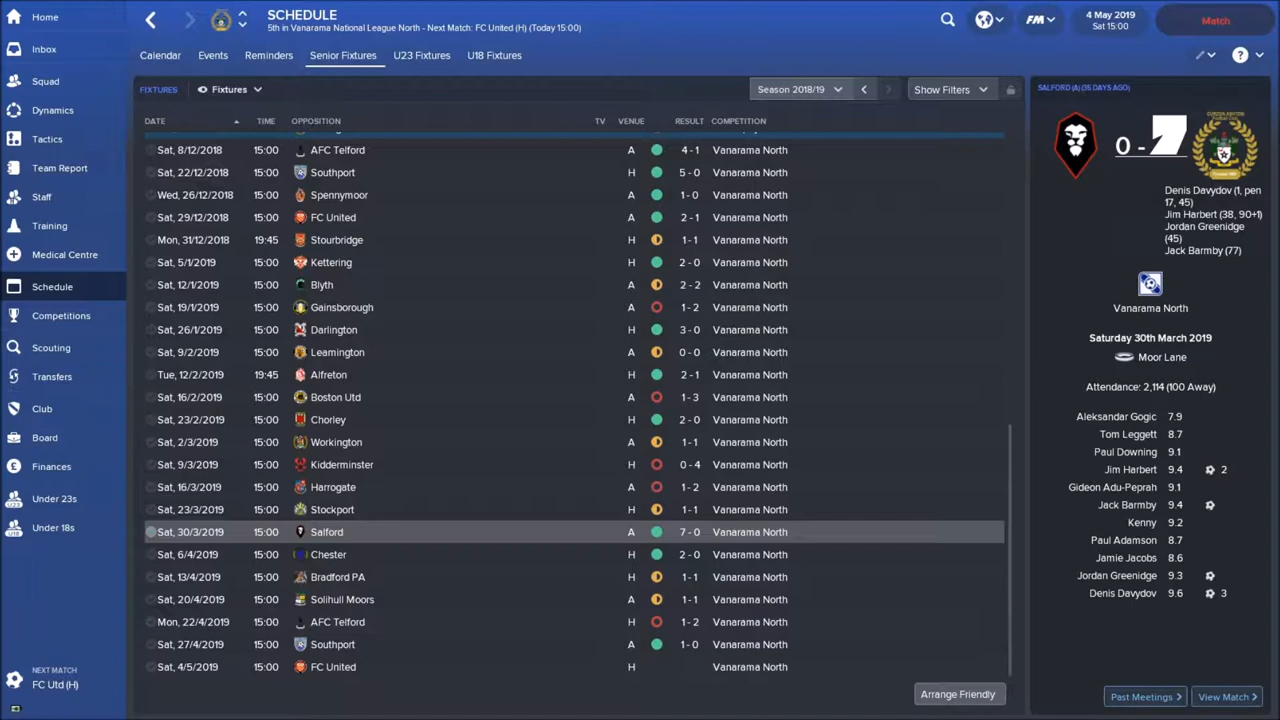 Home
Inbox
Squad
Dynamics
Tactics
Team Report
Staff
Training
Medical Centre
Schedule
Competitions
Scouting
Transfers
Club
Board
Finances
Under 23s
Under 18s
NEXT MATCH
FC Utd (H)
SCHEDULE
5th in Vanarama National League North - Next Match: FC United (H) (Today 15:00)
FM
4 May 2019
Sat 15:00
Match
Calendar Events Reminders Senior Fixtures U23 Fixtures U18 Fixtures
FIXTURES Fixtures Season 2018/19 Show Filters
DATE TIME OPPOSITION TV VENUE RESULT COMPETITION
Sat, 8/12/2018 15:00 AFC Telford A 4-1 Vanarama North
Sat, 22/12/2018 15:00 Southport H 5-0 Vanarama North
Wed, 26/12/2018 15:00 Spennymoor A 1-0 Vanarama North
Sat, 29/12/2018 15:00 FC United A 2-1 Vanarama North
Mon, 31/12/2018 19:45 Stourbridge H 1-1 Vanarama North
Sat, 5/1/2019 15:00 Kettering H 2-0 Vanarama North
Sat, 12/1/2019 15:00 Blyth A 2-2 Vanarama North
Sat, 19/1/2019 15:00 Gainsborough A 1-2 Vanarama North
Sat, 26/1/2019 15:00 Darlington H 3-0 Vanarama North
Sat, 9/2/2019 15:00 Leamington A 0-0 Vanarama North
Tue, 12/2/2019 19:45 Alfreton H 2-1 Vanarama North
Sat, 16/2/2019 15:00 Boston Utd A 1-3 Vanarama North
Sat, 23/2/2019 15:00 Chorley H 2-0 Vanarama North
Sat, 2/3/2019 15:00 Workington A 1-1 Vanarama North
Sat, 9/3/2019 15:00 Kidderminster H 0-4 Vanarama North
Sat, 16/3/2019 15:00 Harrogate A 1-2 Vanarama North
Sat, 23/3/2019 15:00 Stockport H 1-1 Vanarama North
Sat, 30/3/2019 15:00 Salford A 7-0 Vanarama North
Sat, 6/4/2019 15:00 Chester H 2-0 Vanarama North
Sat, 13/4/2019 15:00 Bradford PA H 1-1 Vanarama North
Sat, 20/4/2019 15:00 Solihull Moors A 1-1 Vanarama North
Mon, 22/4/2019 15:00 AFC Telford H 1-2 Vanarama North
Sat, 27/4/2019 15:00 Southport A 1-0 Vanarama North
Sat, 4/5/2019 15:00 FC United H Vanarama North
Arrange Friendly
SALFORD (A) (35 DAYS AGO)
0 - 7
Denis Davydov (1, pen
17, 45)
Jim Harbert (38, 90+1)
Jordan Greenidge
(45)
Jack Barmby (77)
Vanarama North
Saturday 30th March 2019
Moor Lane
Attendance: 2,114 (100 Away)
Aleksandar Gogic 7.9
Tom Leggett 8.7
Paul Downing 9.1
Jim Harbert 9.4 2
Gideon Adu-Peprah 9.1
Jack Barmby 9.4
Kenny 9.2
Paul Adamson 8.7
Jamie Jacobs 8.6
Jordan Greenidge 9.3
Denis Davydov 9.6 3
Past Meetings View Match